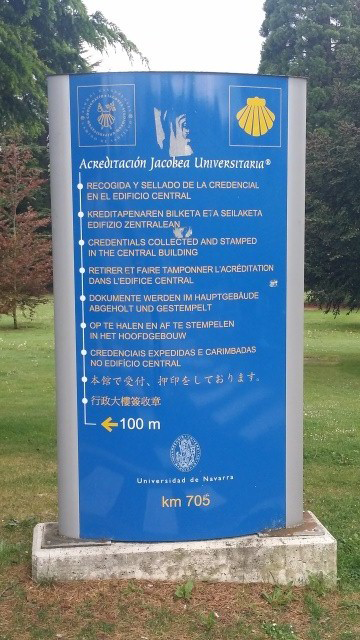 Acreditación Jacobea Universitaria®
RECOGIDA Y SELLADO DE LA CREDENCIAL
EN EL EDIFICIO CENTRAL
KREDITAPENAREN BILKETA ETA SEILAKETA
EDIFIZIO ZENTRALEAN
CREDENTIALS COLLECTED AND STAMPED
IN THE CENTRAL BUILDING
RETIRER ET FAIRE TAMPONNER L'ACRÉDITATION
DANS L'EDIFICE CENTRAL
DOKUMENTE WERDEN IM HAUPTGEBÄUDE
ABGEHOLT UND GESTEMPELT
OP TE HALEN EN AF TE STEMPELEN
IN HET HOOFDGEBOUW
CREDENCIAIS EXPEDIDAS E CARIMBADAS
NO EDIFÍCIO CENTRAL
本館で受付、押印をしております。
行政大樓簽收章
100 m
Universidad de Navarra
km 705